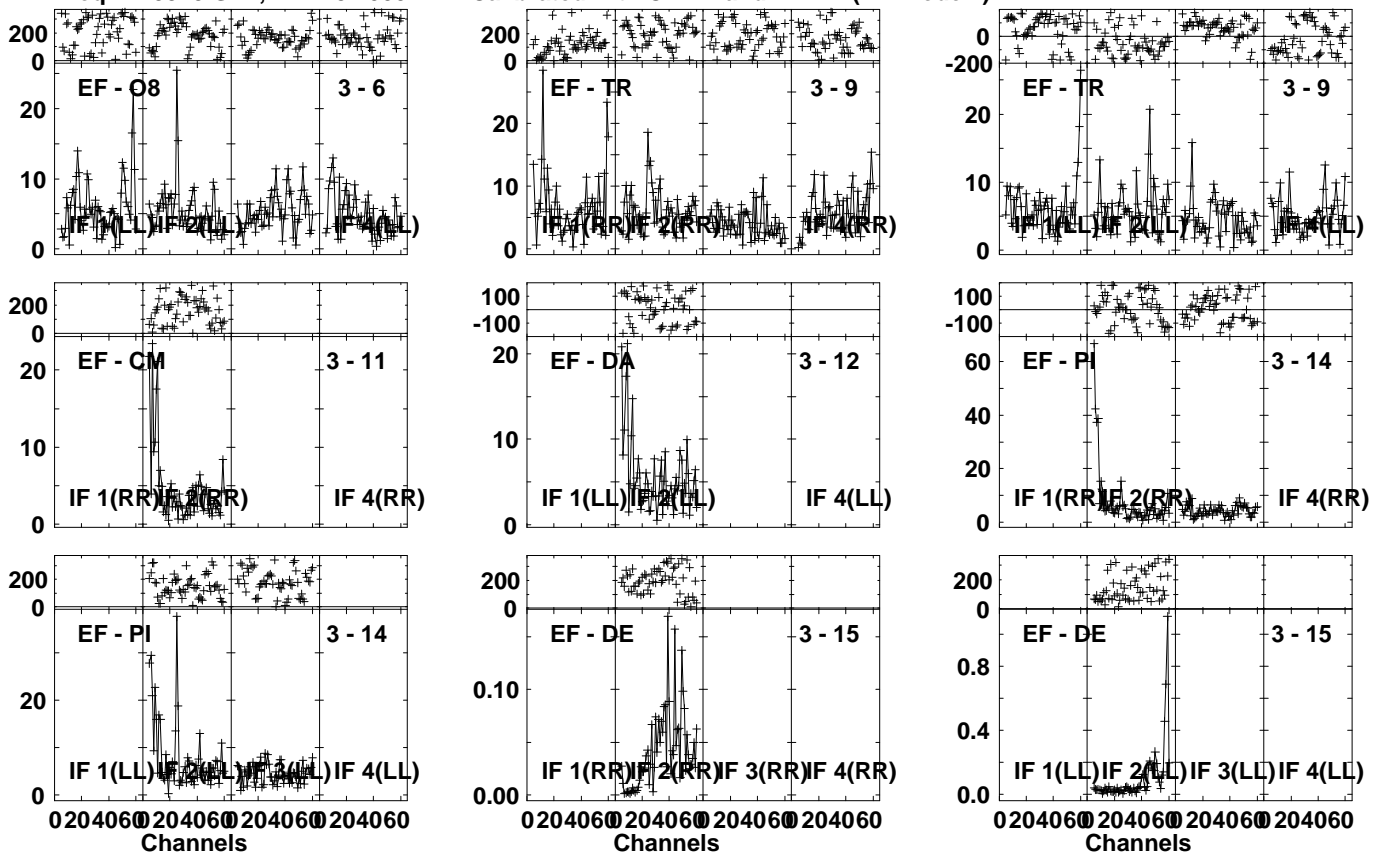 200
0
EF - O8
3 - 6
20
10
0
IF 1(LL)
IF 2(LL)
IF 4(LL)
200
0
EF - TR
3 - 9
20
10
0
IF 1(RR)
IF 2(RR)
IF 4(RR)
0
-200
EF - TR
3 - 9
20
10
0
IF 1(LL)
IF 2(LL)
IF 4(LL)
200
0
EF - CM
3 - 11
20
10
0
IF 1(RR)
IF 2(RR)
IF 4(RR)
100
-100
EF - DA
3 - 12
20
10
0
IF 1(LL)
IF 2(LL)
IF 4(LL)
100
-100
EF - PI
3 - 14
60
40
20
0
IF 1(RR)
IF 2(RR)
IF 4(RR)
200
0
EF - PI
3 - 14
20
0
IF 1(LL)
IF 2(LL)
IF 3(LL)
IF 4(LL)
0 20 40 60 0 20 40 60 0 20 40 60 0 20 40 60
Channels
200
0
EF - DE
3 - 15
0.10
0.00
IF 1(RR)
IF 2(RR)
IF 3(RR)
IF 4(RR)
0 20 40 60 0 20 40 60 0 20 40 60 0 20 40 60
Channels
200
0
EF - DE
3 - 15
0.8
0.4
0.0
IF 1(LL)
IF 2(LL)
IF 3(LL)
IF 4(LL)
0 20 40 60 0 20 40 60 0 20 40 60 0 20 40 60
Channels